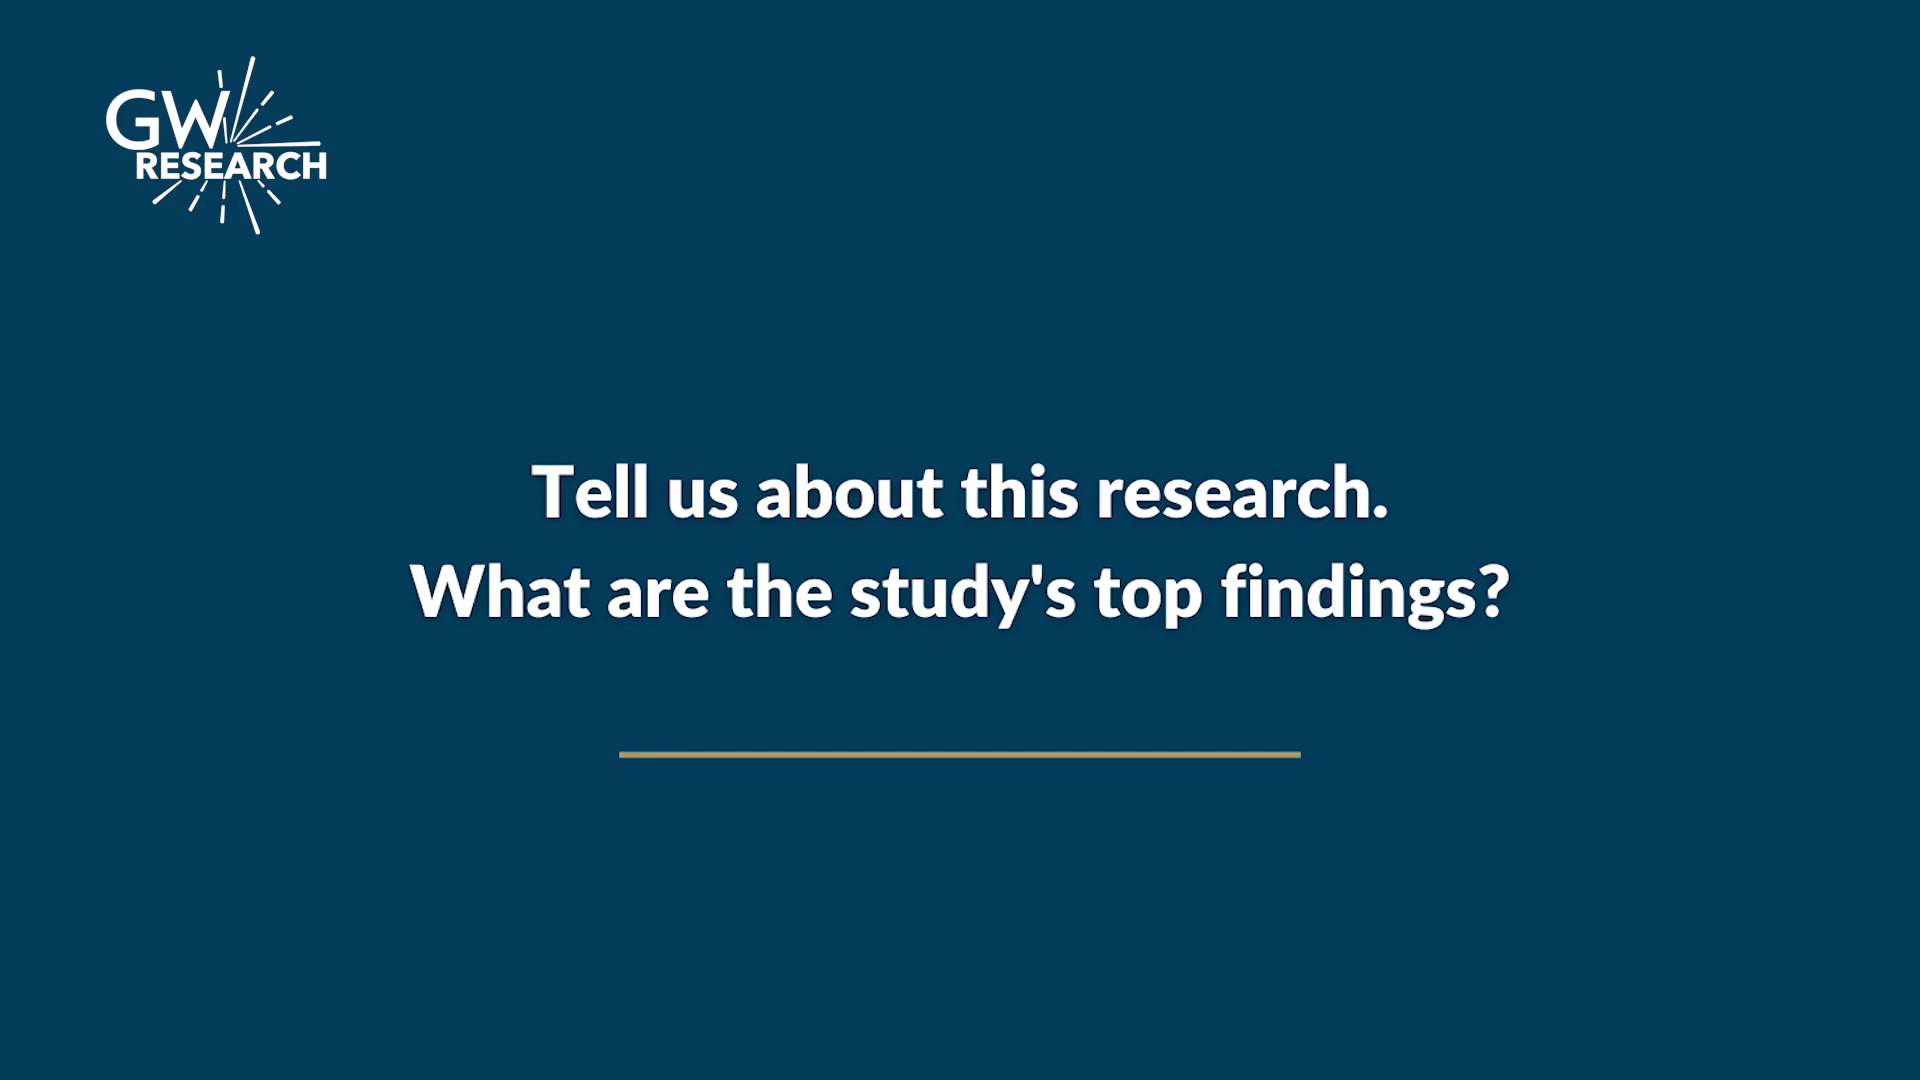 GW
RESEARCH
Tell us about this research.
What are the study's top findings?